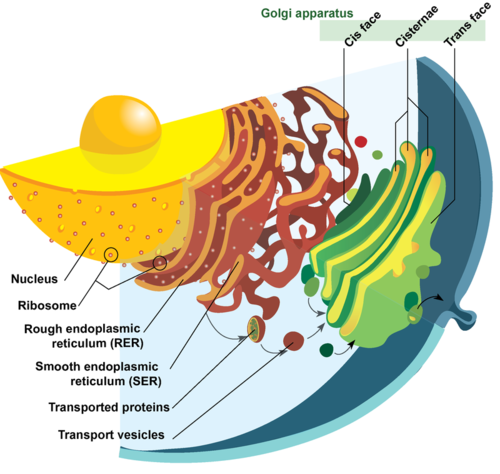 Golgi apparatus
Cis face
Cisternae
Trans face
Nucleus
Ribosome
Rough endoplasmic
reticulum (RER)
Smooth endoplasmic
reticulum (SER)
Transported proteins
Transport vesicles